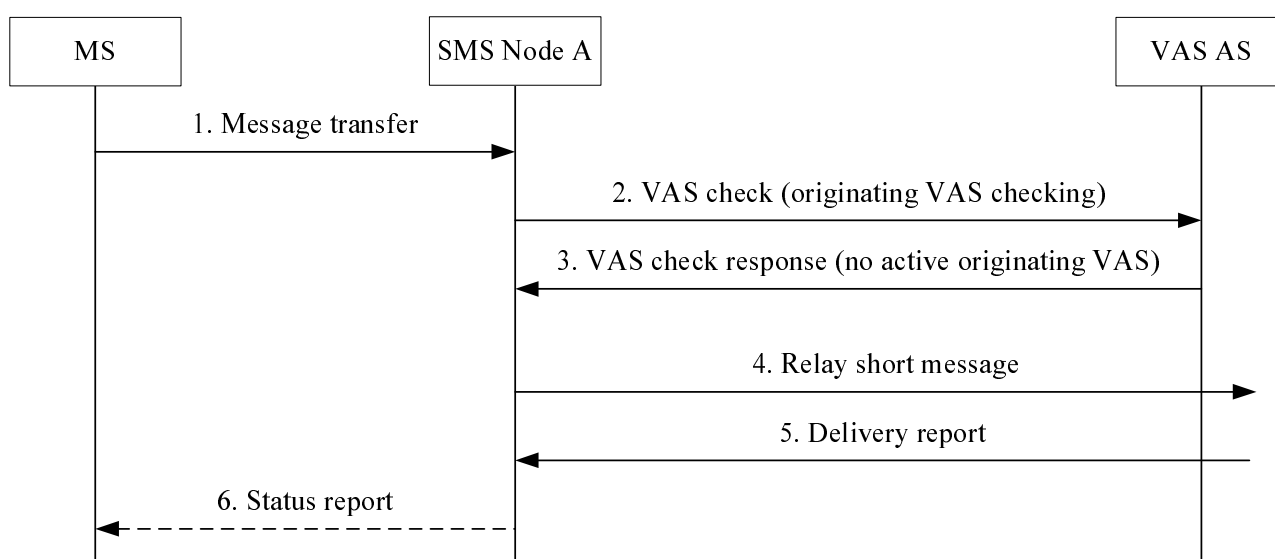 MS
SMS Node A
VAS AS
1. Message transfer
2. VAS check (originating VAS checking)
3. VAS check response (no active originating VAS)
4. Relay short message
5. Delivery report
6. Status report